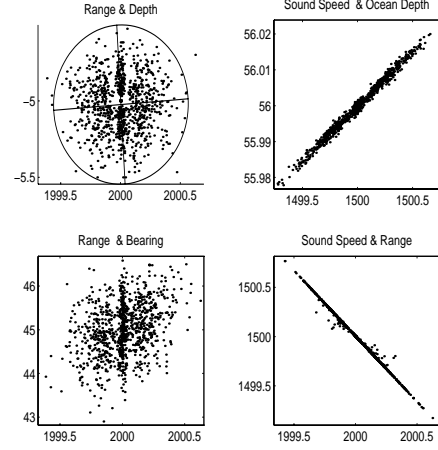 Range & Depth
Sound Speed & Ocean Depth
−5
−5.5
1999.5 2000 2000.5
56.02
56.01
56
55.99
55.98
1499.5 1500 1500.5
Range & Bearing
Sound Speed & Range
46
45
44
43
1999.5 2000 2000.5
1500.5
1500
1499.5
1999.5 2000 2000.5